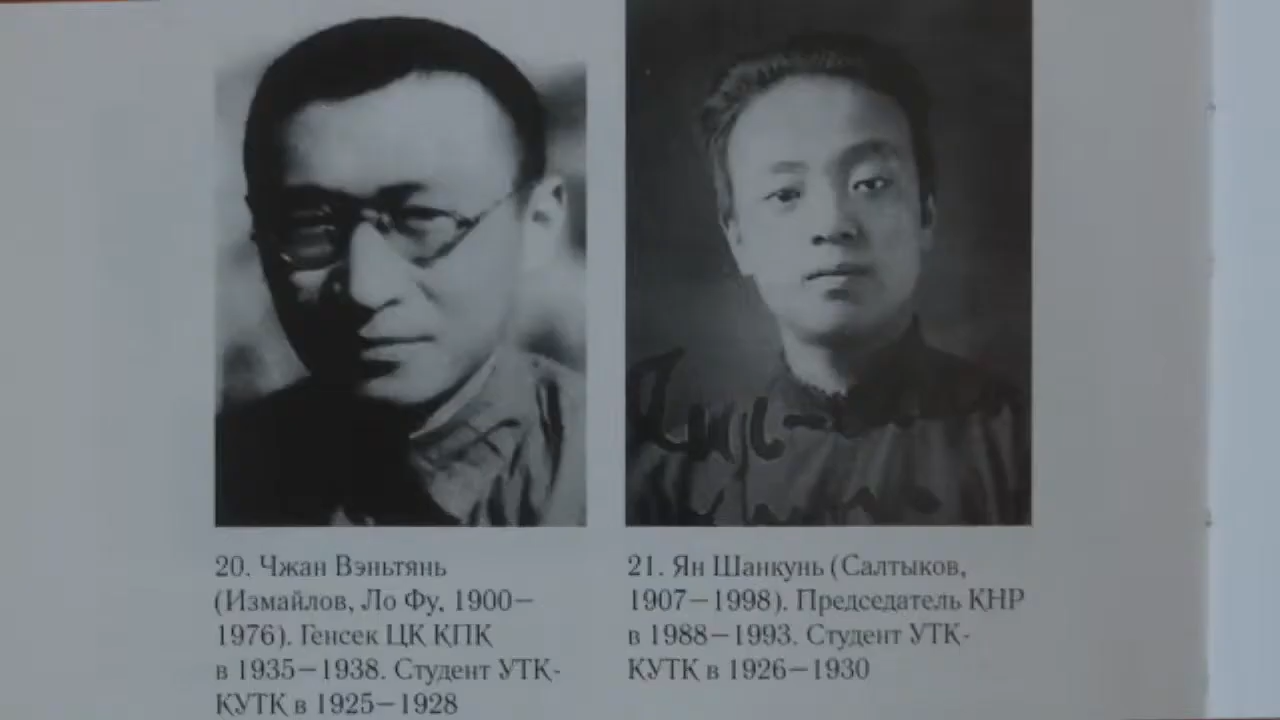 20. Чжан Вэньтянь
(Измайлов, Ло Фу, 1900—
1976). Генсек ЦК КПК
в 1935—1938. Студент УТК-
КУТК в 1925—1928
21. Ян Шанкунь (Салтыков,
1907—1998). Председатель КНР
в 1988—1993. Студент УТК-
КУТК в 1926—1930